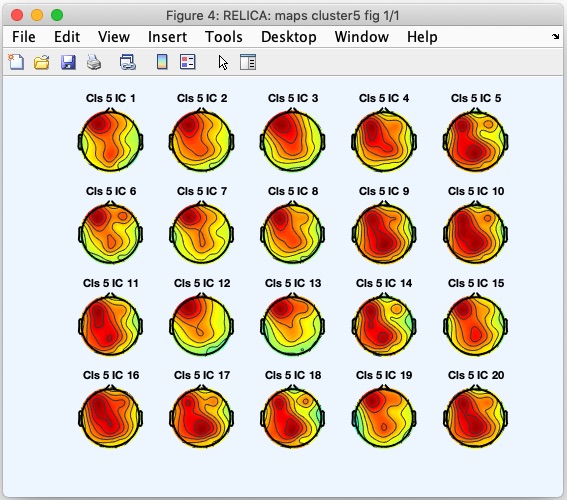 Figure 4: RELICA: maps cluster5 fig 1/1
File Edit View Insert Tools Desktop Window Help
Cls 5 IC 1 Cls 5 IC 2 Cls 5 IC 3 Cls 5 IC 4 Cls 5 IC 5
Cls 5 IC 6 Cls 5 IC 7 Cls 5 IC 8 Cls 5 IC 9 Cls 5 IC 10
Cls 5 IC 11 Cls 5 IC 12 Cls 5 IC 13 Cls 5 IC 14 Cls 5 IC 15
Cls 5 IC 16 Cls 5 IC 17 Cls 5 IC 18 Cls 5 IC 19 Cls 5 IC 20